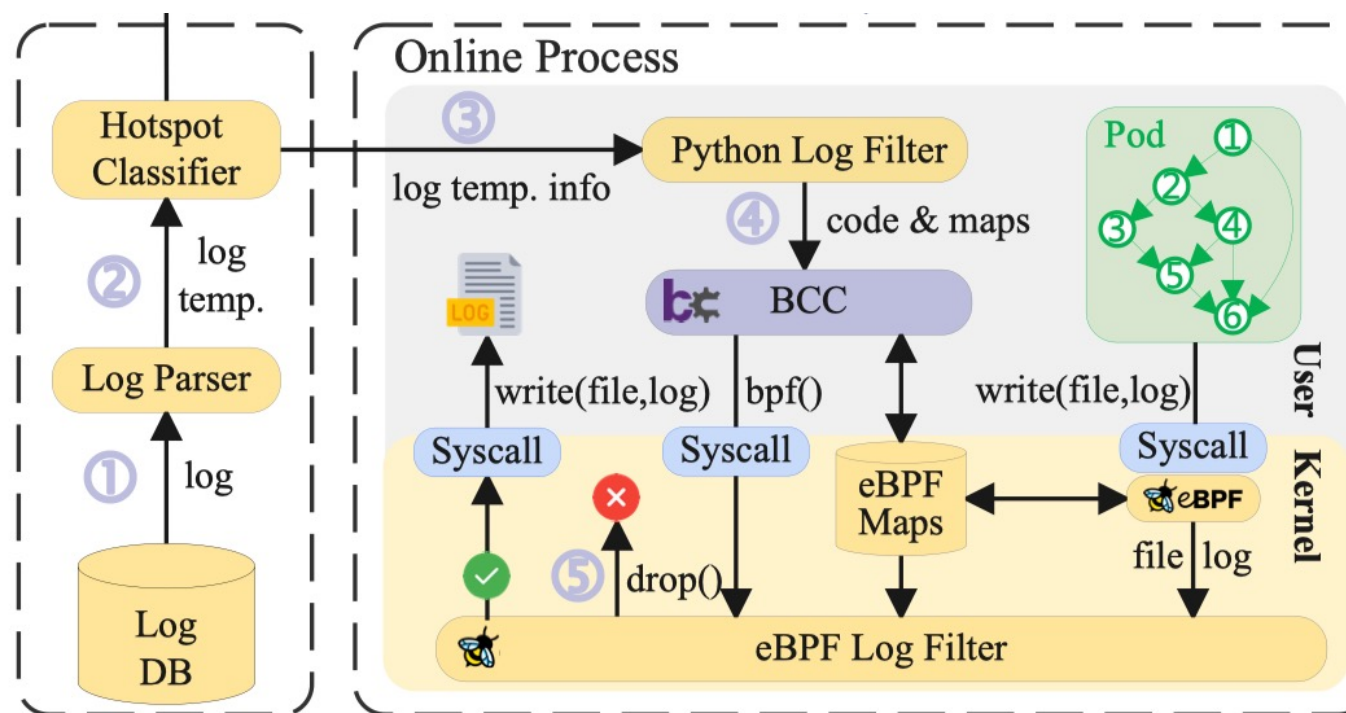 Online Process
Hotspot
Classifier
③
log temp. info
Python Log Filter
Pod
①
②
③
④
⑤
⑥
②
log
temp.
④
code & maps
LOG
bc
BCC
Log Parser
write(file,log)
bpf()
write(file,log)
User
Kernel
①
log
Syscall
Syscall
Syscall
eBPF
Maps
eBPF
⑤
drop()
file
log
Log
DB
eBPF Log Filter